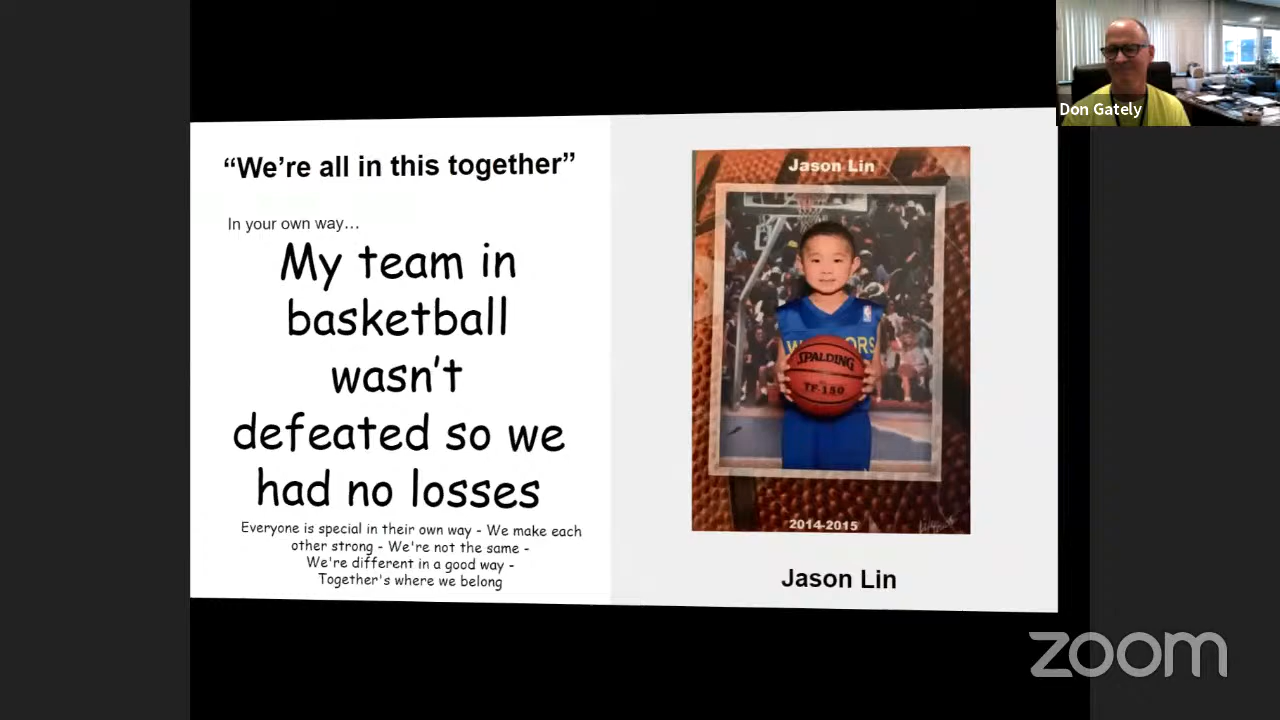 Don Gately
“We’re all in this together”
In your own way…
My team in
basketball
wasn’t
defeated so we
had no losses
Everyone is special in their own way - We make each
other strong - We're not the same -
We're different in a good way -
Together's where we belong
Jason Lin
SPALDING
TF-150
2014-2015
Jason Lin
zoom